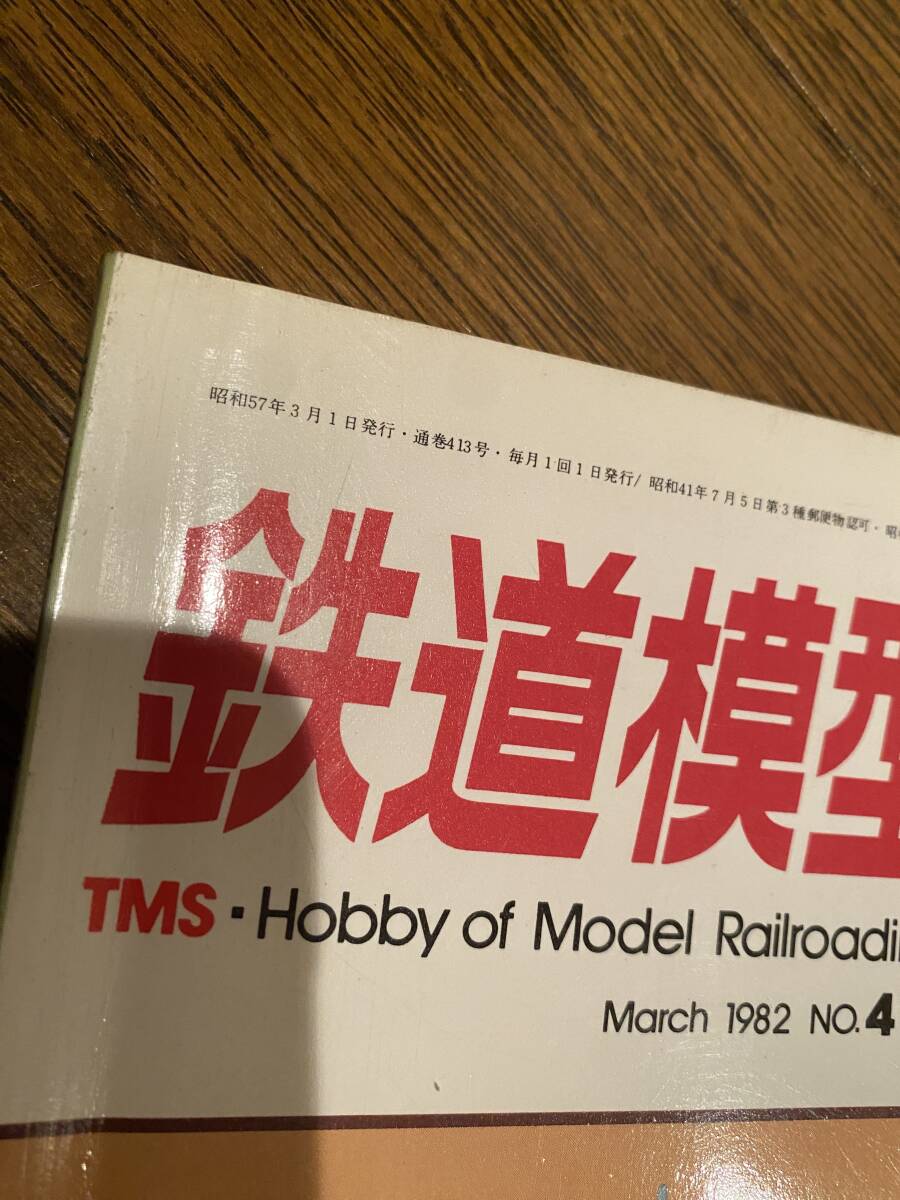 昭和57年3月1日発行・通巻413号・毎月1回1日発行/昭和41年7月5日第3種郵便物認可・昭
鉄道模型
TMS・Hobby of Model Railroadi
March 1982 NO.4